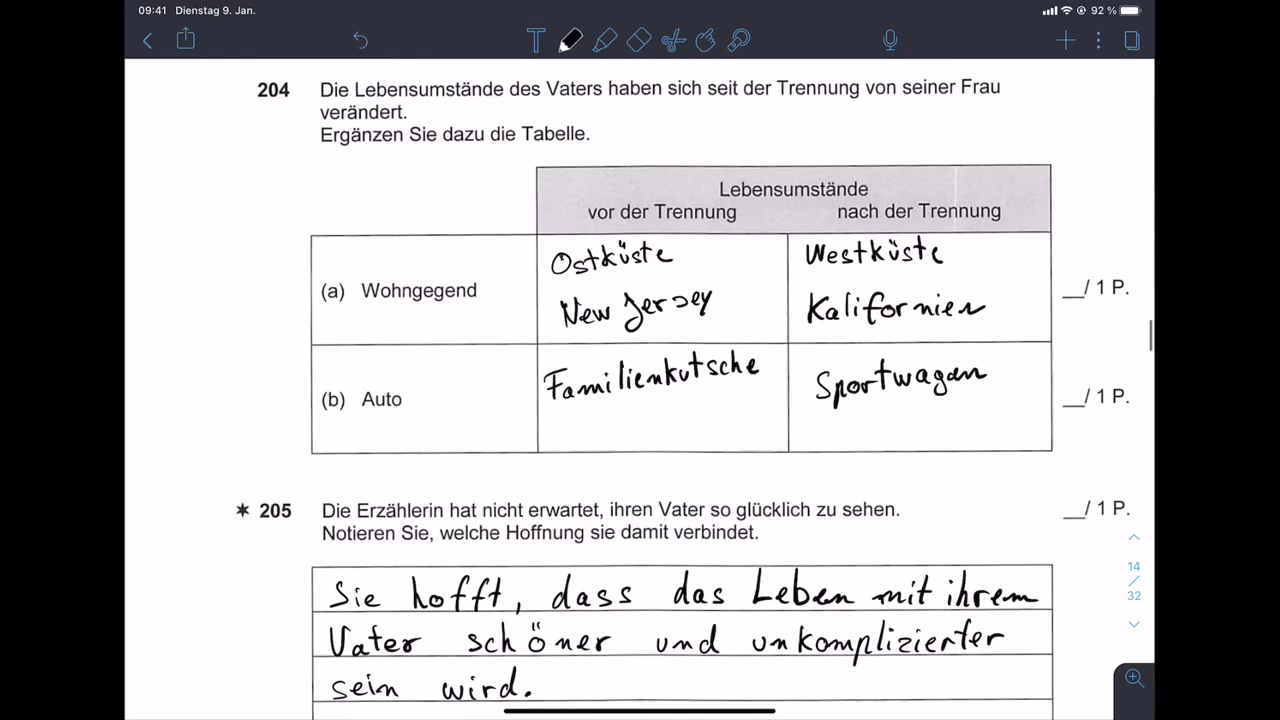 09:41 Dienstag 9. Jan.
92 %
204 Die Lebensumstände des Vaters haben sich seit der Trennung von seiner Frau
verändert.
Ergänzen Sie dazu die Tabelle.
Lebensumstände
vor der Trennung nach der Trennung
(a) Wohngegend
Ostküste
New Jersey
Westküste
Kalifornien
__/ 1 P.
(b) Auto
Familienkutsche
Sportwagen
__/ 1 P.
* 205 Die Erzählerin hat nicht erwartet, ihren Vater so glücklich zu sehen. __/ 1 P.
Notieren Sie, welche Hoffnung sie damit verbindet.
Sie hofft, dass das Leben mit ihrem
Vater schöner und unkomplizierter
sein wird.
14
/
32